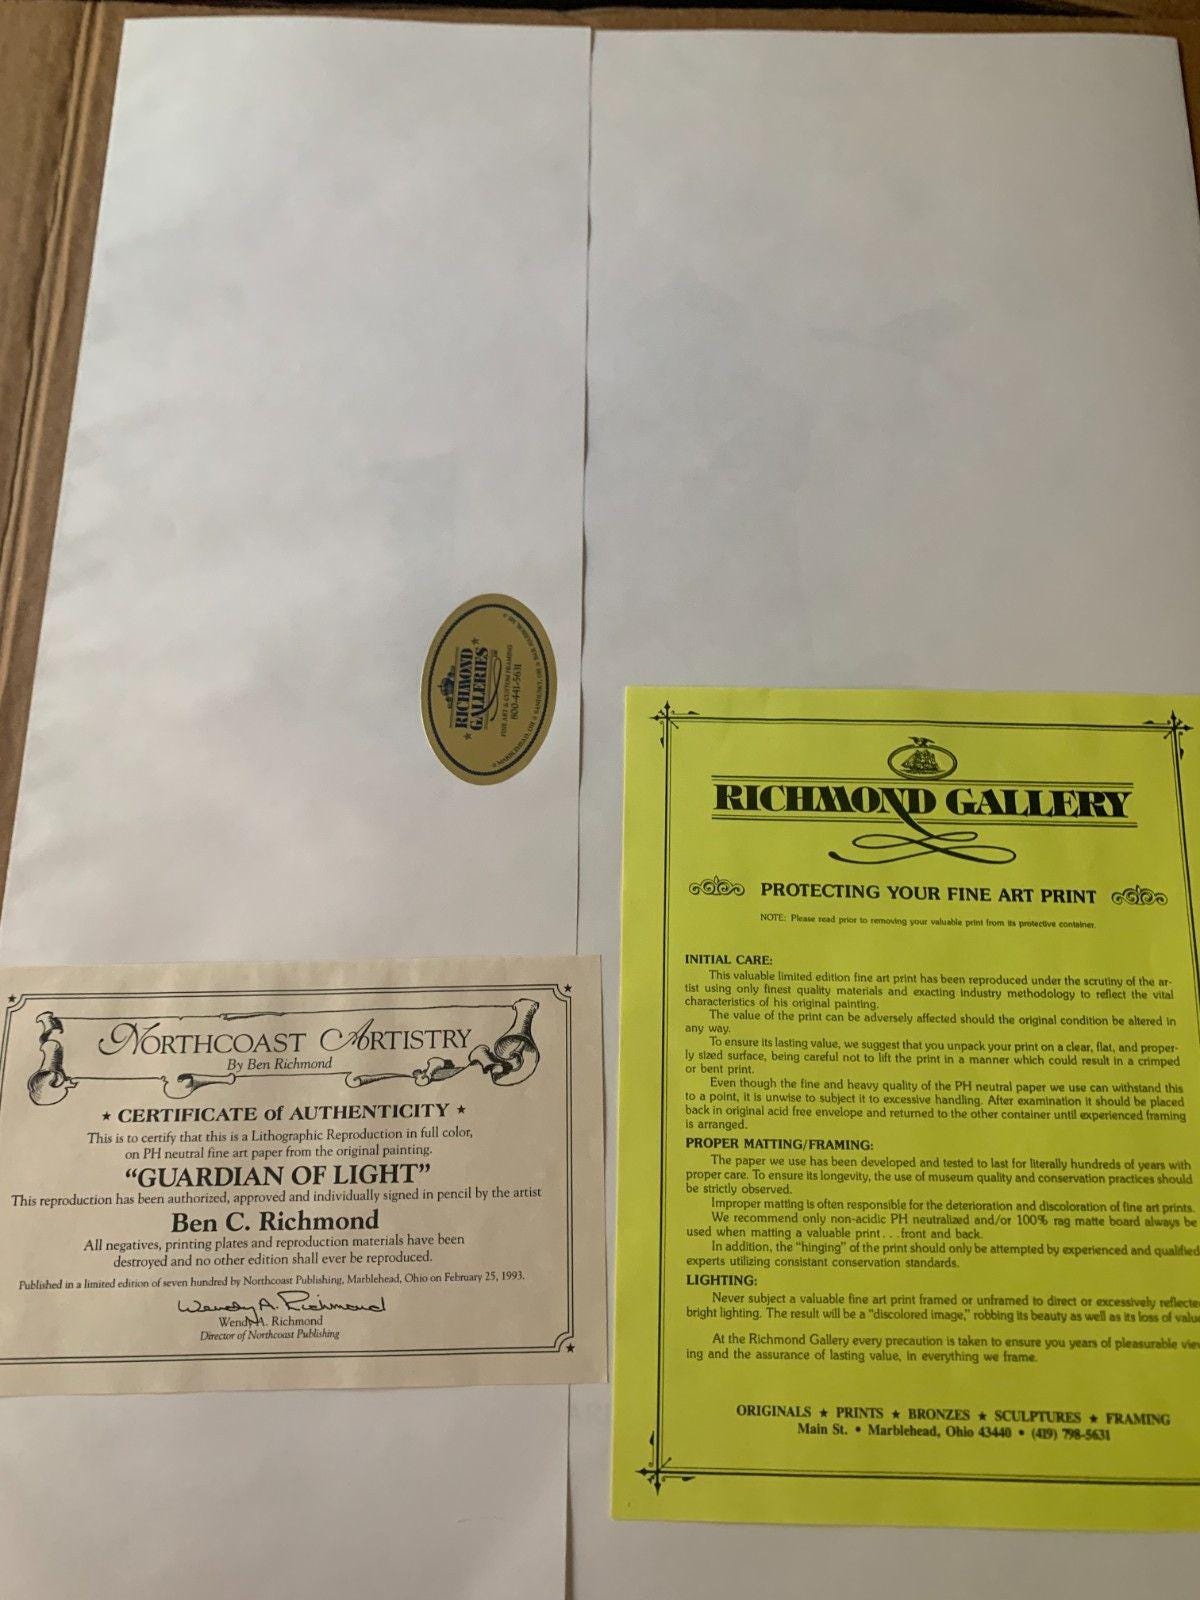 RICHMOND
GALLERIES
FINE ART & CUSTOM FRAMING
800-441-5631
MARBLEHEAD, OH
SANDUSKY, OH
NORTHCOAST ARTISTRY
By Ben Richmond
★ CERTIFICATE of AUTHENTICITY ★
This is to certify that this is a Lithographic Reproduction in full color,
on PH neutral fine art paper from the original painting.
“GUARDIAN OF LIGHT”
This reproduction has been authorized, approved and individually signed in pencil by the artist
Ben C. Richmond
All negatives, printing plates and reproduction materials have been
destroyed and no other edition shall ever be reproduced.
Published in a limited edition of seven hundred by Northcoast Publishing, Marblehead, Ohio on February 25, 1993.
Wendy A. Richmond
Wendy A. Richmond
Director of Northcoast Publishing
RICHMOND GALLERY
PROTECTING YOUR FINE ART PRINT
NOTE: Please read prior to removing your valuable print from its protective container.
INITIAL CARE:
This valuable limited edition fine art print has been reproduced under the scrutiny of the ar-
tist using only finest quality materials and exacting industry methodology to reflect the vital
characteristics of his original painting.
The value of the print can be adversely affected should the original condition be altered in
any way.
To ensure its lasting value, we suggest that you unpack your print on a clear, flat, and proper-
ly sized surface, being careful not to lift the print in a manner which could result in a crimped
or bent print.
Even though the fine and heavy quality of the PH neutral paper we use can withstand this
to a point, it is unwise to subject it to excessive handling. After examination it should be placed
back in original acid free envelope and returned to the other container until experienced framing
is arranged.
PROPER MATTING/FRAMING:
The paper we use has been developed and tested to last for literally hundreds of years with
proper care. To ensure its longevity, the use of museum quality and conservation practices should
be strictly observed.
Improper matting is often responsible for the deterioration and discoloration of fine art prints.
We recommend only non-acidic PH neutralized and/or 100% rag matte board always be
used when matting a valuable print. . . front and back.
In addition, the “hinging” of the print should only be attempted by experienced and qualified
experts utilizing consistant conservation standards.
LIGHTING:
Never subject a valuable fine art print framed or unframed to direct or excessively reflecte
bright lighting. The result will be a “discolored image,” robbing its beauty as well as its loss of valu
At the Richmond Gallery every precaution is taken to ensure you years of pleasurable vie
ing and the assurance of lasting value, in everything we frame.
ORIGINALS ★ PRINTS ★ BRONZES ★ SCULPTURES ★ FRAMING
Main St. • Marblehead, Ohio 43440 • (419) 798-5631